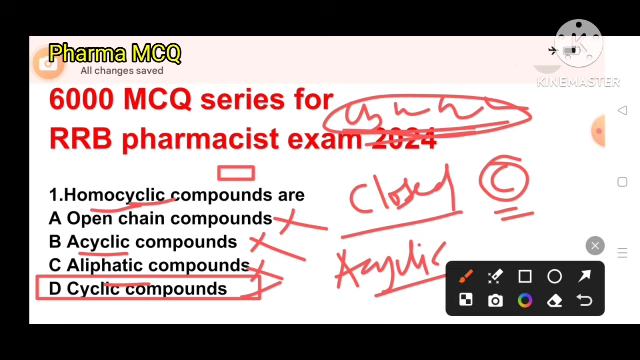 Pharma MCQ
All changes saved
KINEMASTER
6000 MCQ series for
RRB pharmacist exam 2024
1.Homocyclic compounds are
A Open chain compounds
B Acyclic compounds
C Aliphatic compounds
D Cyclic compounds
Closed C
Acyclic